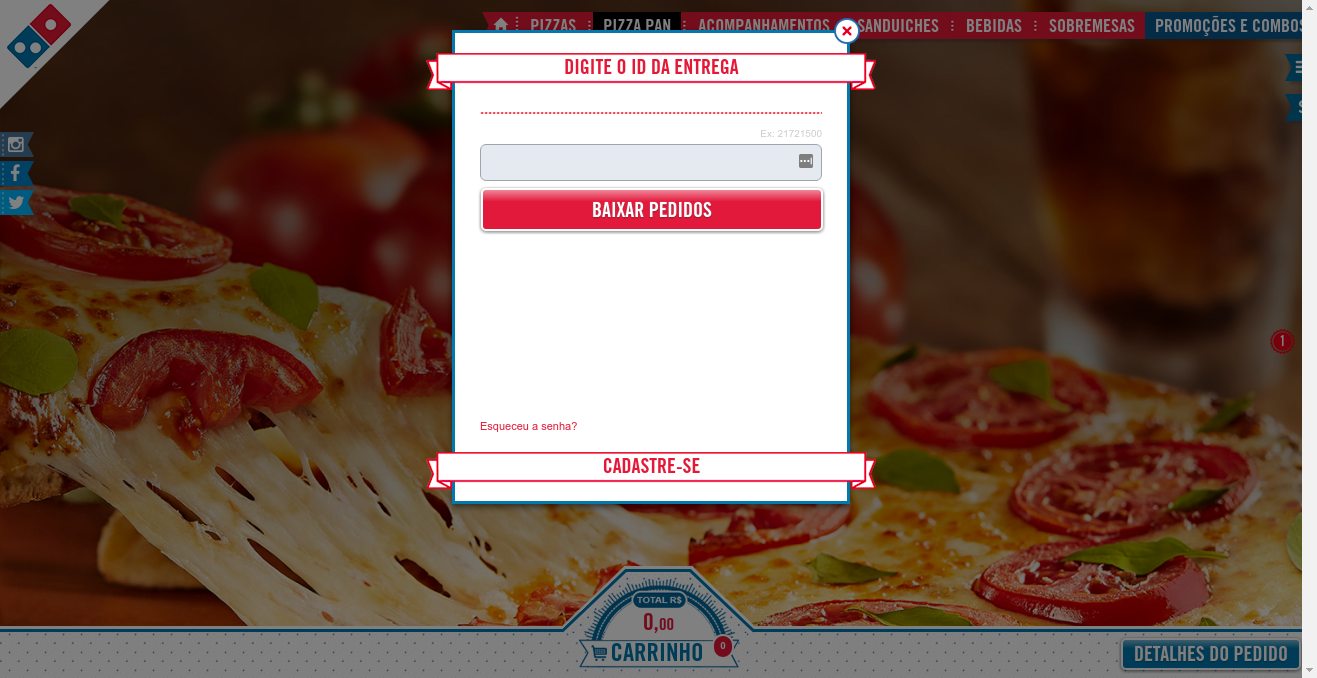 PIZZAS
PIZZA PAN
ACOMPANHAMENTOS
SANDUICHES
BEBIDAS
SOBREMESAS
PROMOÇÕES E COMBOS
DIGITE O ID DA ENTREGA
Ex: 21721500
BAIXAR PEDIDOS
1
Esqueceu a senha?
CADASTRE-SE
TOTAL R$
0,00
CARRINHO
0
DETALHES DO PEDIDO